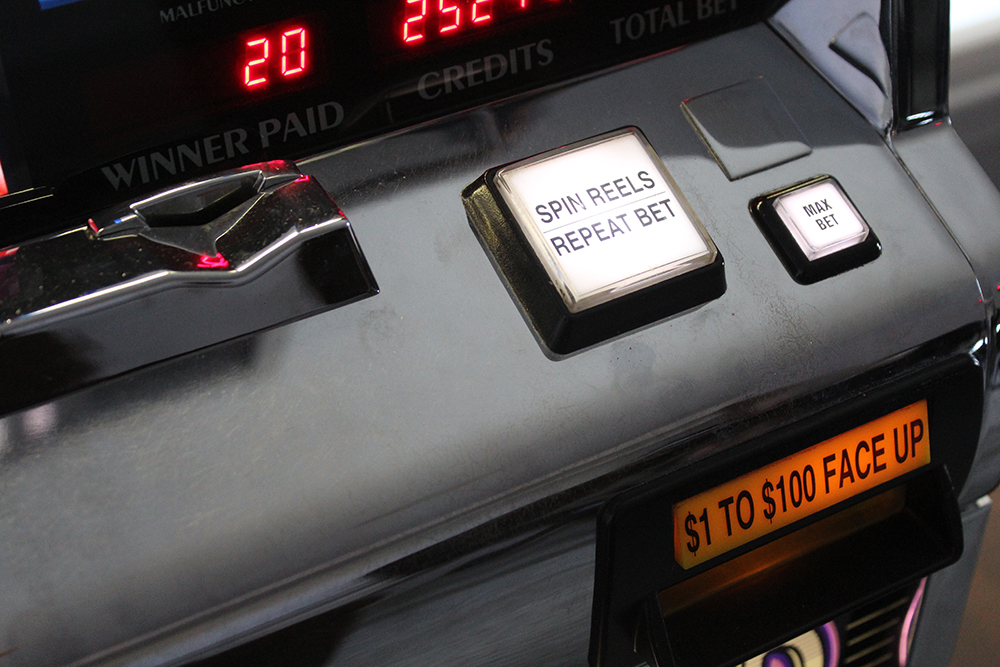 20
WINNER PAID
CREDITS
TOTAL BET
SPIN REELS
REPEAT BET
MAX
BET
$1 TO $100 FACE UP